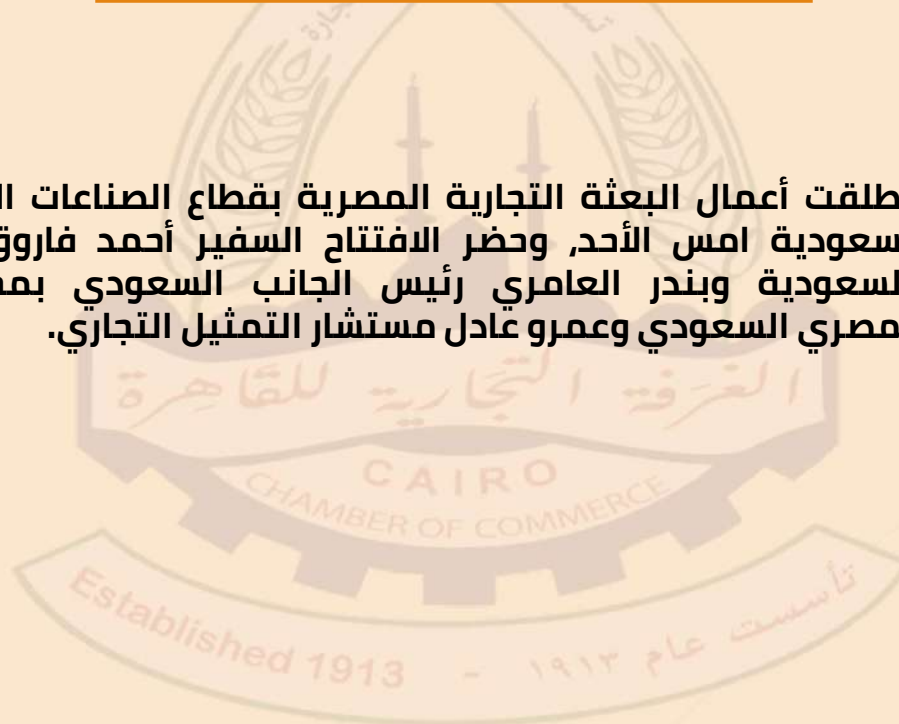 طلقت أعمال البعثة التجارية المصرية بقطاع الصناعات ال
سعودية امس الأحد، وحضر الافتتاح السفير أحمد فاروق
لسعودية وبندر العامري رئيس الجانب السعودي بمج
مصري السعودي وعمرو عادل مستشار التمثيل التجاري.
الغرفة التجارية للقاهرة
CAIRO
CHAMBER OF COMMERCE
Established 1913 - تأسست عام ١٩١٣